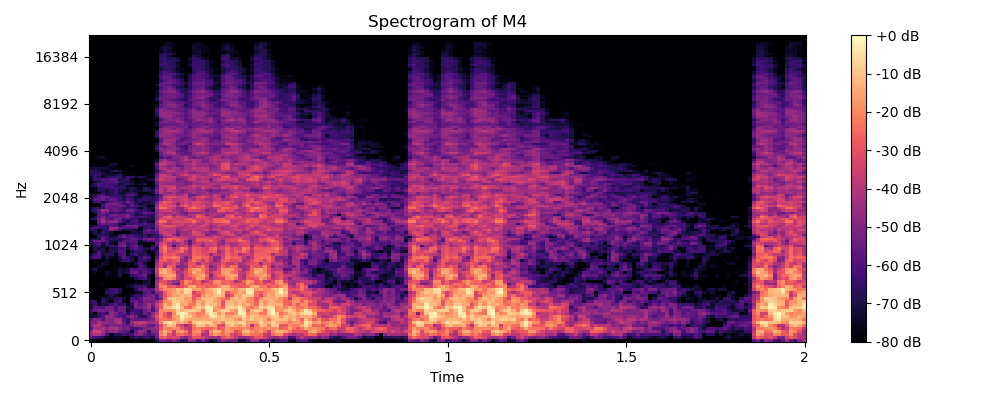 Spectrogram of M4
16384
8192
4096
2048
1024
512
0
Hz
0
0.5
1
1.5
2
Time
+0 dB
-10 dB
-20 dB
-30 dB
-40 dB
-50 dB
-60 dB
-70 dB
-80 dB